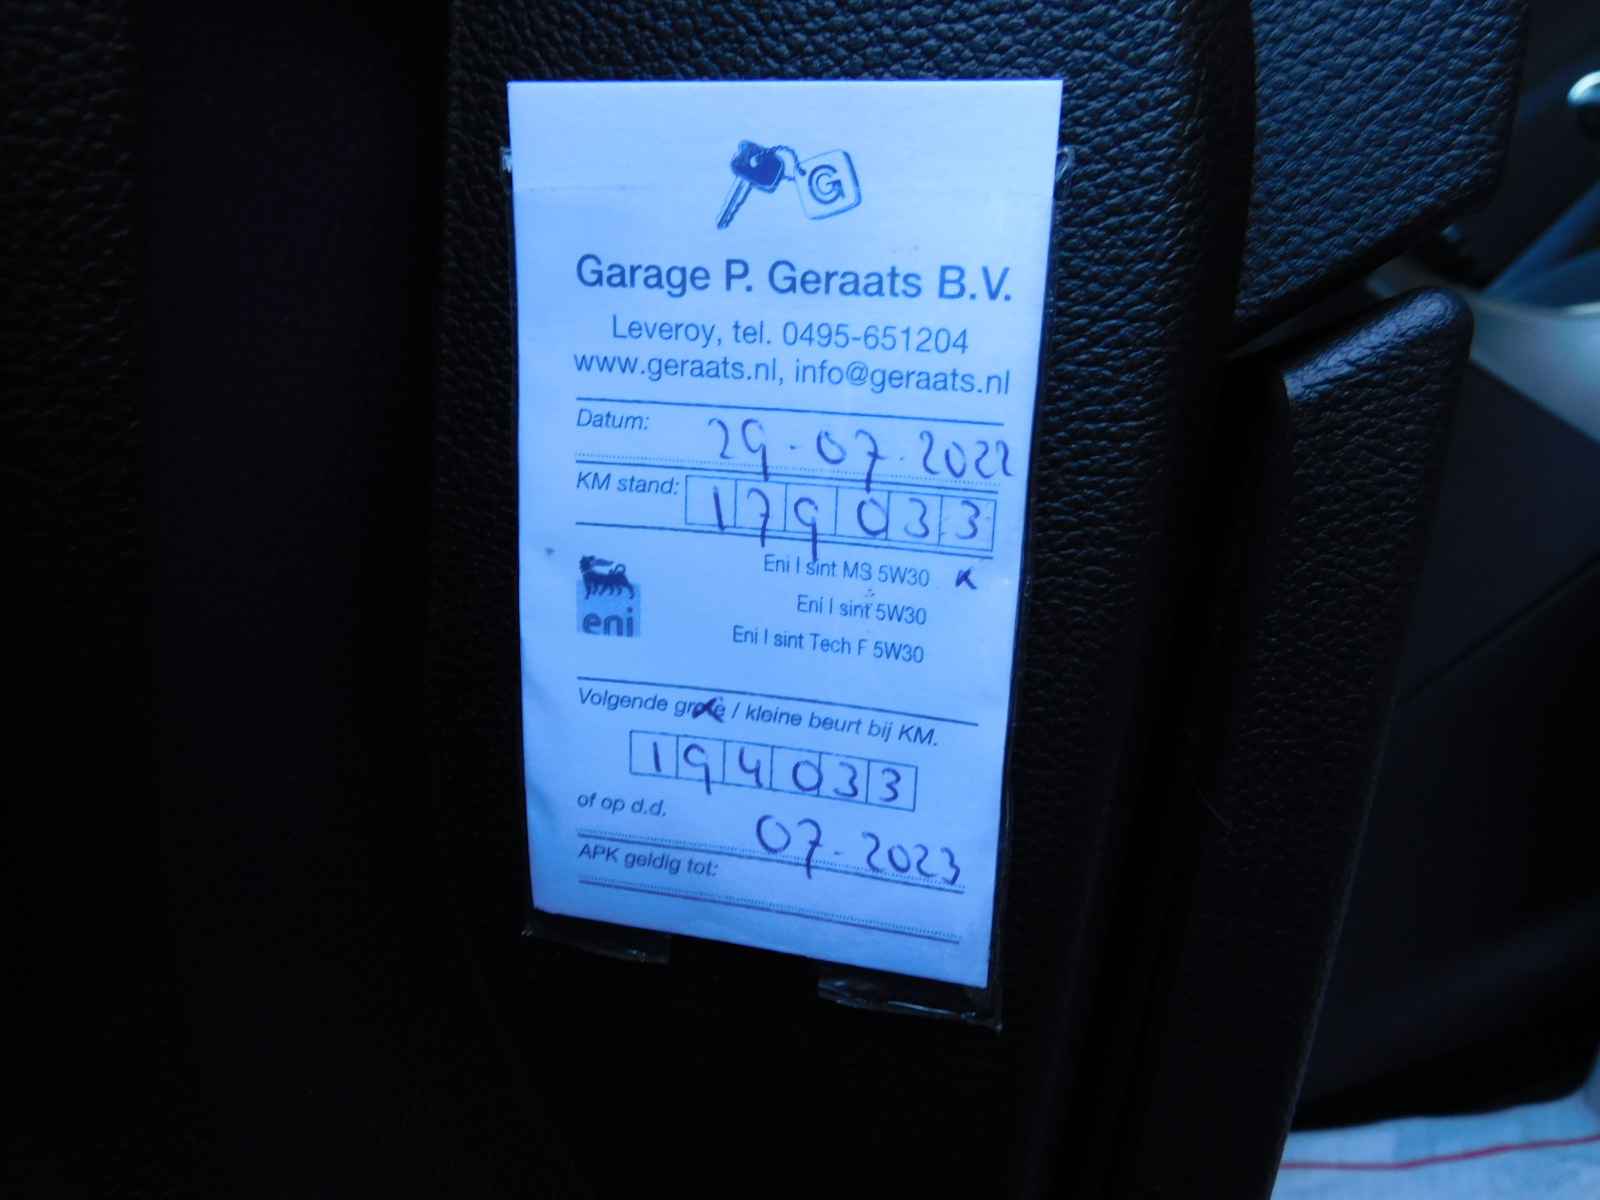 G
Garage P. Geraats B.V.
Leveroy, tel. 0495-651204
www.geraats.nl, info@geraats.nl
Datum: 29-07-2022
KM stand: 179033
Eni I sint MS 5W30 x
Eni I sint 5W30
Eni I sint Tech F 5W30
eni
Volgende grote / kleine beurt bij KM.
194033
of op d.d. 07-2023
APK geldig tot: